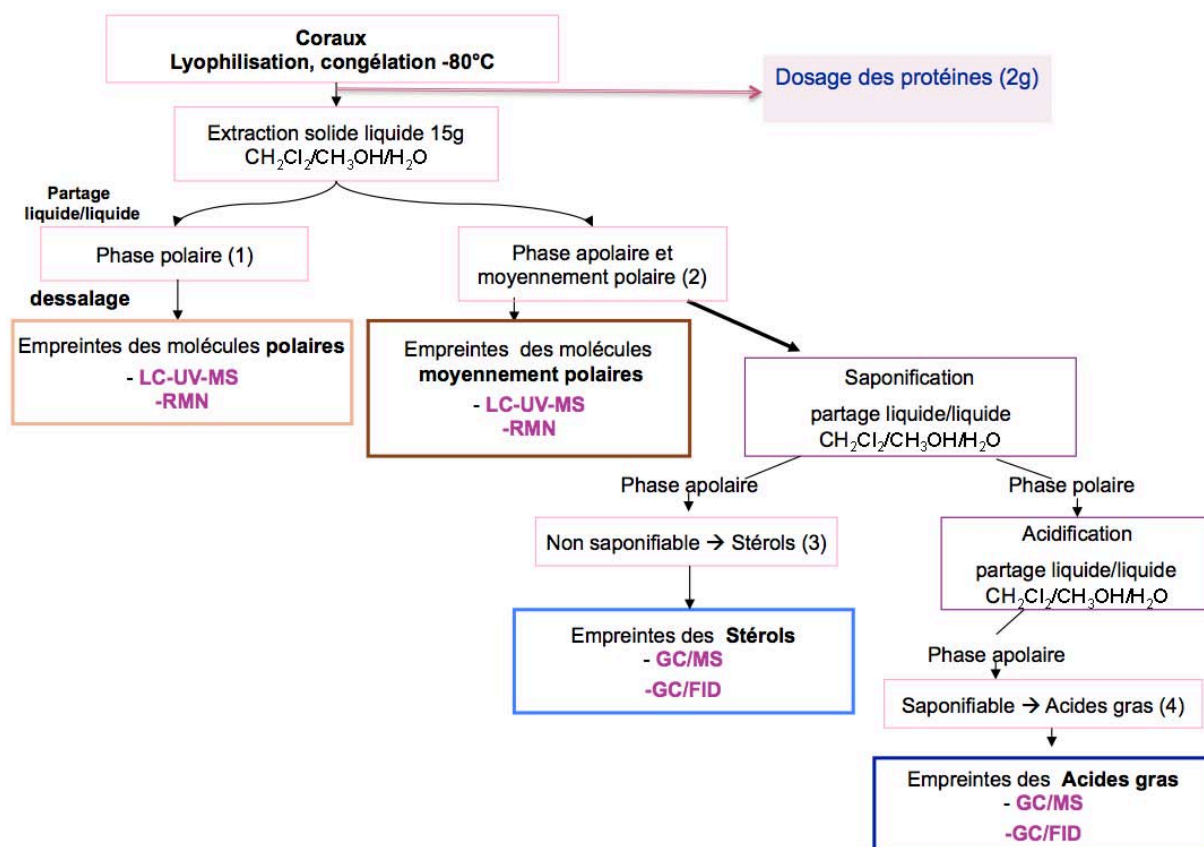 Coraux
Lyophilisation, congélation -80°C
Dosage des protéines (2g)
Extraction solide liquide 15g
CH₂Cl₂/CH₃OH/H₂O
Partage
liquide/liquide
Phase polaire (1)
Phase apolaire et
moyennement polaire (2)
dessalage
Empreintes des molécules polaires
- LC-UV-MS
-RMN
Empreintes des molécules
moyennement polaires
- LC-UV-MS
-RMN
Saponification
partage liquide/liquide
CH₂Cl₂/CH₃OH/H₂O
Phase apolaire
Phase polaire
Non saponifiable → Stérols (3)
Acidification
partage liquide/liquide
CH₂Cl₂/CH₃OH/H₂O
Empreintes des Stérols
- GC/MS
-GC/FID
Phase apolaire
Saponifiable → Acides gras (4)
Empreintes des Acides gras
- GC/MS
-GC/FID